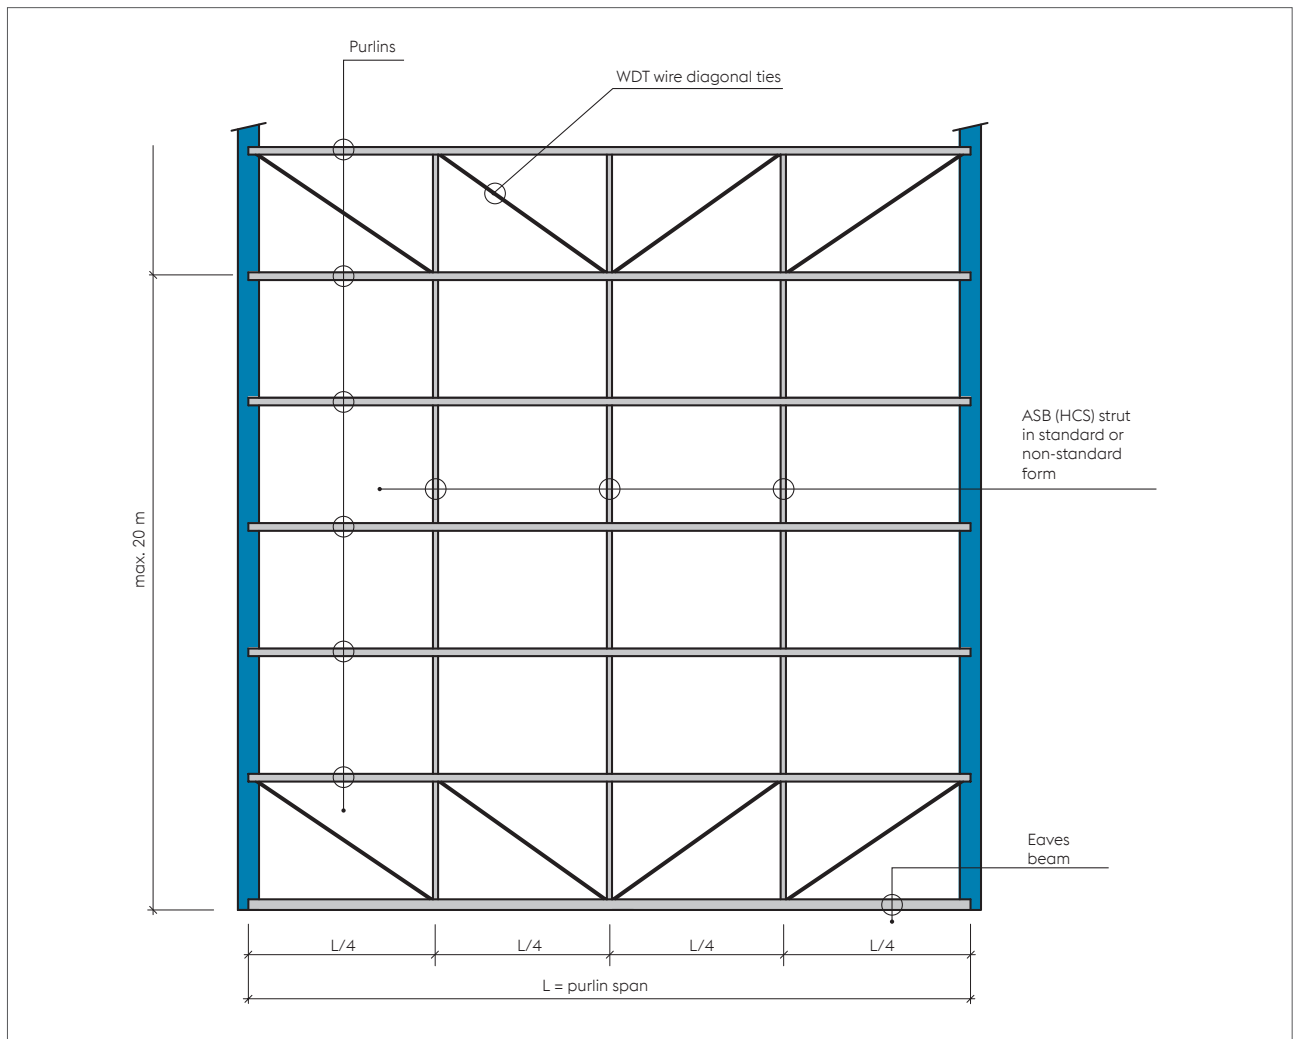 Purlins
WDT wire diagonal ties
ASB (HCS) strut
in standard or
non-standard
form
max. 20 m
Eaves
beam
L/4
L/4
L/4
L/4
L = purlin span